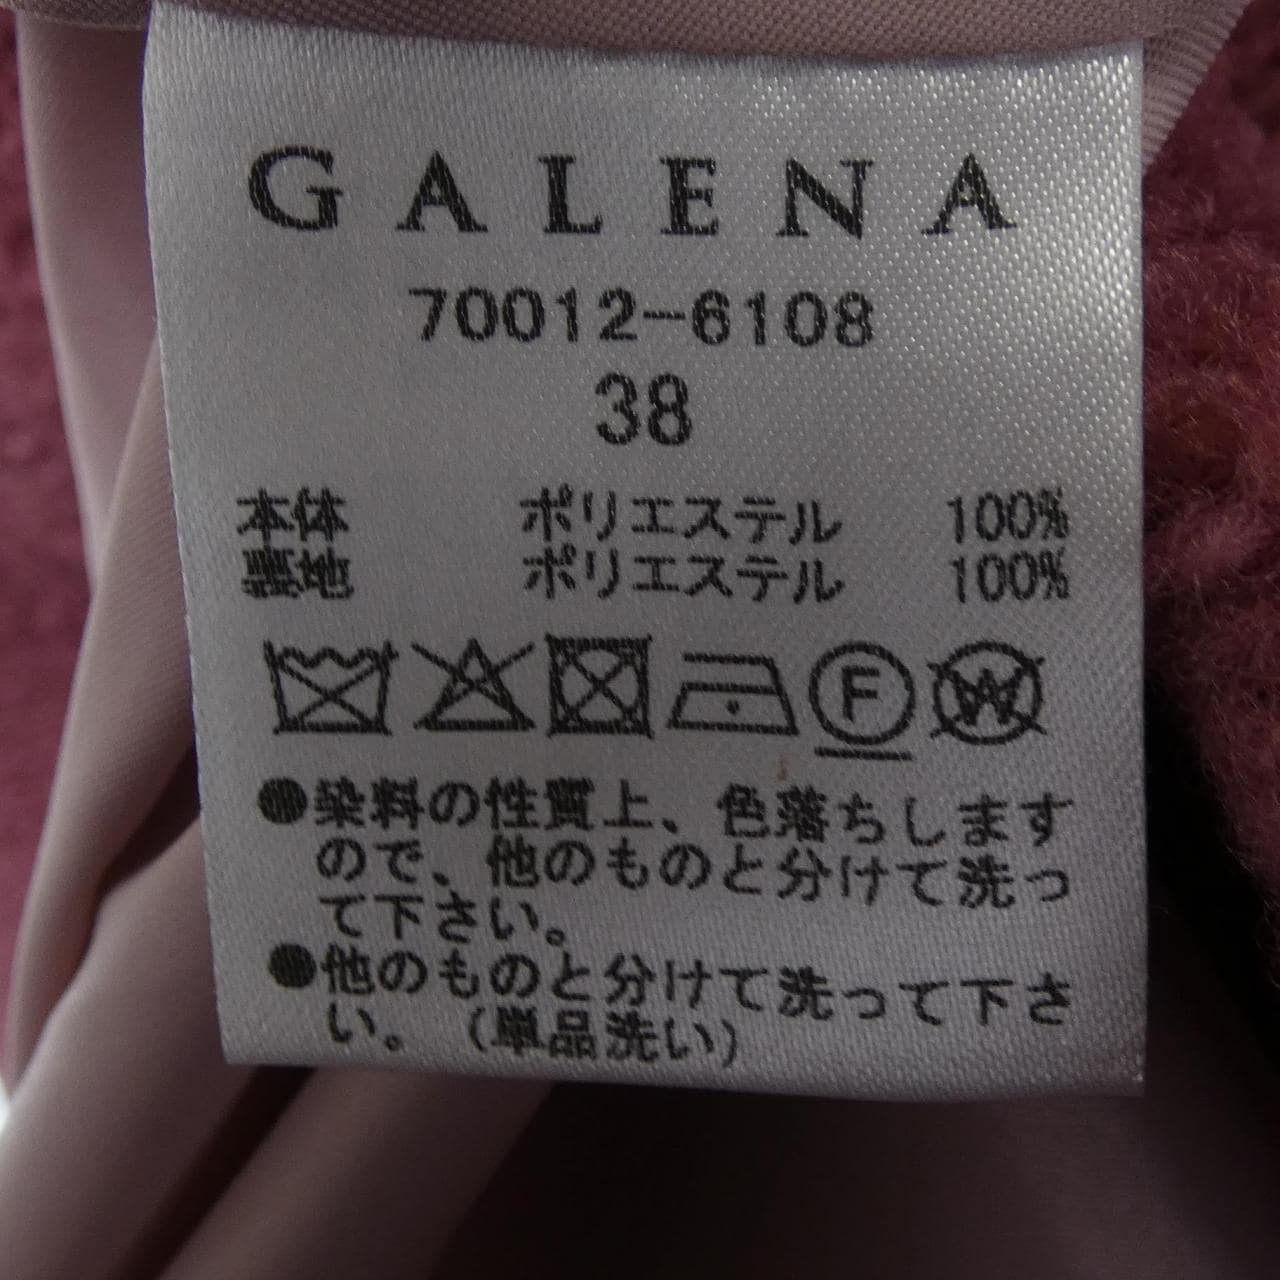 GALENA
70012-6108
38
本体 ポリエステル 100%
裏地 ポリエステル 100%
F W
●染料の性質上、色落ちします
ので、他のものと分けて洗っ
て下さい。
●他のものと分けて洗って下さ
い。(単品洗い)